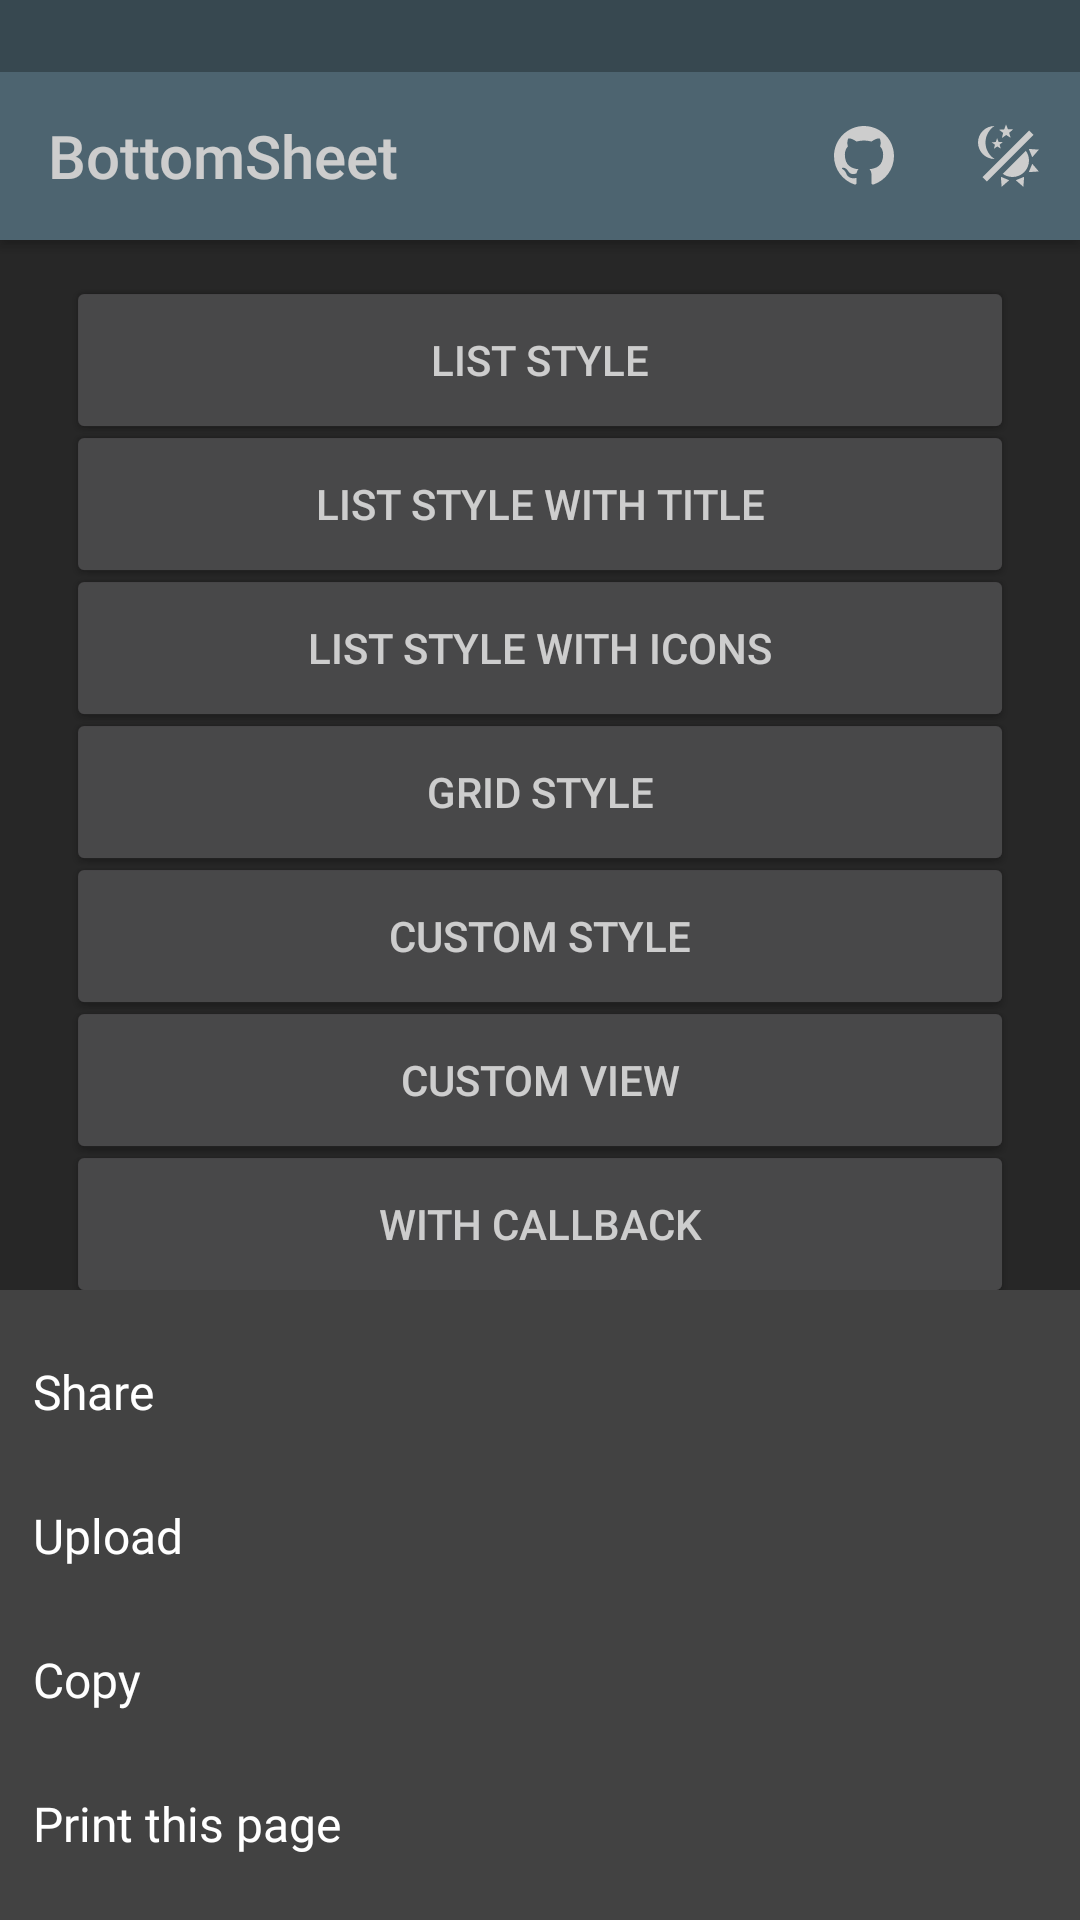 BottomSheet
LIST STYLE
LIST STYLE WITH TITLE
LIST STYLE WITH ICONS
GRID STYLE
CUSTOM STYLE
CUSTOM VIEW
WITH CALLBACK
Share
Upload
Copy
Print this page